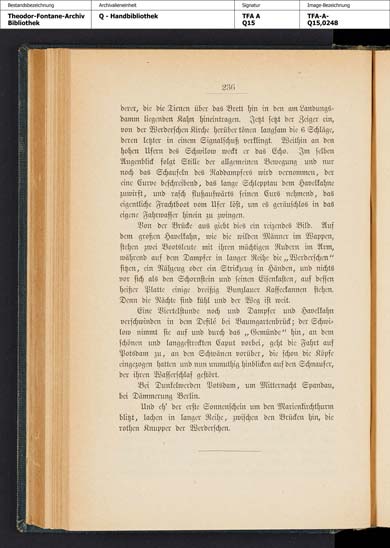 Bestandsbezeichnung
Archivalieneinheit
Signatur
Image-Bezeichnung
Theodor-Fontane-Archiv
Bibliothek
Q - Handbibliothek
TFA A
Q15
TFA-A-
Q15,0248
256
derer, die die Tienen über das Brett hin in den am Landungs-
damm liegenden Kahn hineintragen. Jetzt setzt der Zeiger ein,
von der Werderschen Kirche herüber tönen langsam die 6 Schläge,
deren letzter in einem Signalschuß verklingt. Weithin an den
hohen Ufern des Schwilow weckt er das Echo. Im selben
Augenblick folgt Stille der allgemeinen Bewegung und nur
noch das Schaufeln des Raddampfers wird vernommen, der
eine Curve beschreibend, das lange Schlepptau dem Havelkahne
zuwirft, und rasch flußaufwärts seinen Curs nehmend, das
eigentliche Frachtboot vom Ufer löst, um es geräuschlos in das
eigene Fahrwasser hinein zu zwingen.
Von der Brücke aus giebt dies ein reizendes Bild. Auf
dem großen Havelkahn, wie die wilden Männer im Wappen,
stehen zwei Bootsleute mit ihren mächtigen Rudern im Arm,
während auf dem Dampfer in langer Reihe die „Werderschen“
sitzen, ein Nähzeug oder ein Strickzeug in Händen, und nichts
vor sich als den Schornstein und seinen Eisenkasten, auf dessen
heißer Platte einige dreißig Bunzlauer Kaffeekannen stehen.
Denn die Nächte sind kühl und der Weg ist weit.
Eine Viertelstunde noch und Dampfer und Havelkahn
verschwinden in dem Defilé bei Baumgartenbrück; der Schwi-
low nimmt sie auf und durch das „Gemünde“ hin, an dem
schönen und langgestreckten Caput vorbei, geht die Fahrt auf
Potsdam zu, an den Schwänen vorüber, die schon die Köpfe
eingezogen hatten und nun unmuthig hinblicken auf den Schnaufer,
der ihren Wasserschlaf gestört.
Bei Dunkelwerden Potsdam, um Mitternacht Spandau,
bei Dämmerung Berlin.
Und eh' der erste Sonnenschein um den Marienkirchthurm
blitzt, lachen in langer Reihe, zwischen den Brücken hin, die
rothen Knupper der Werderschen.